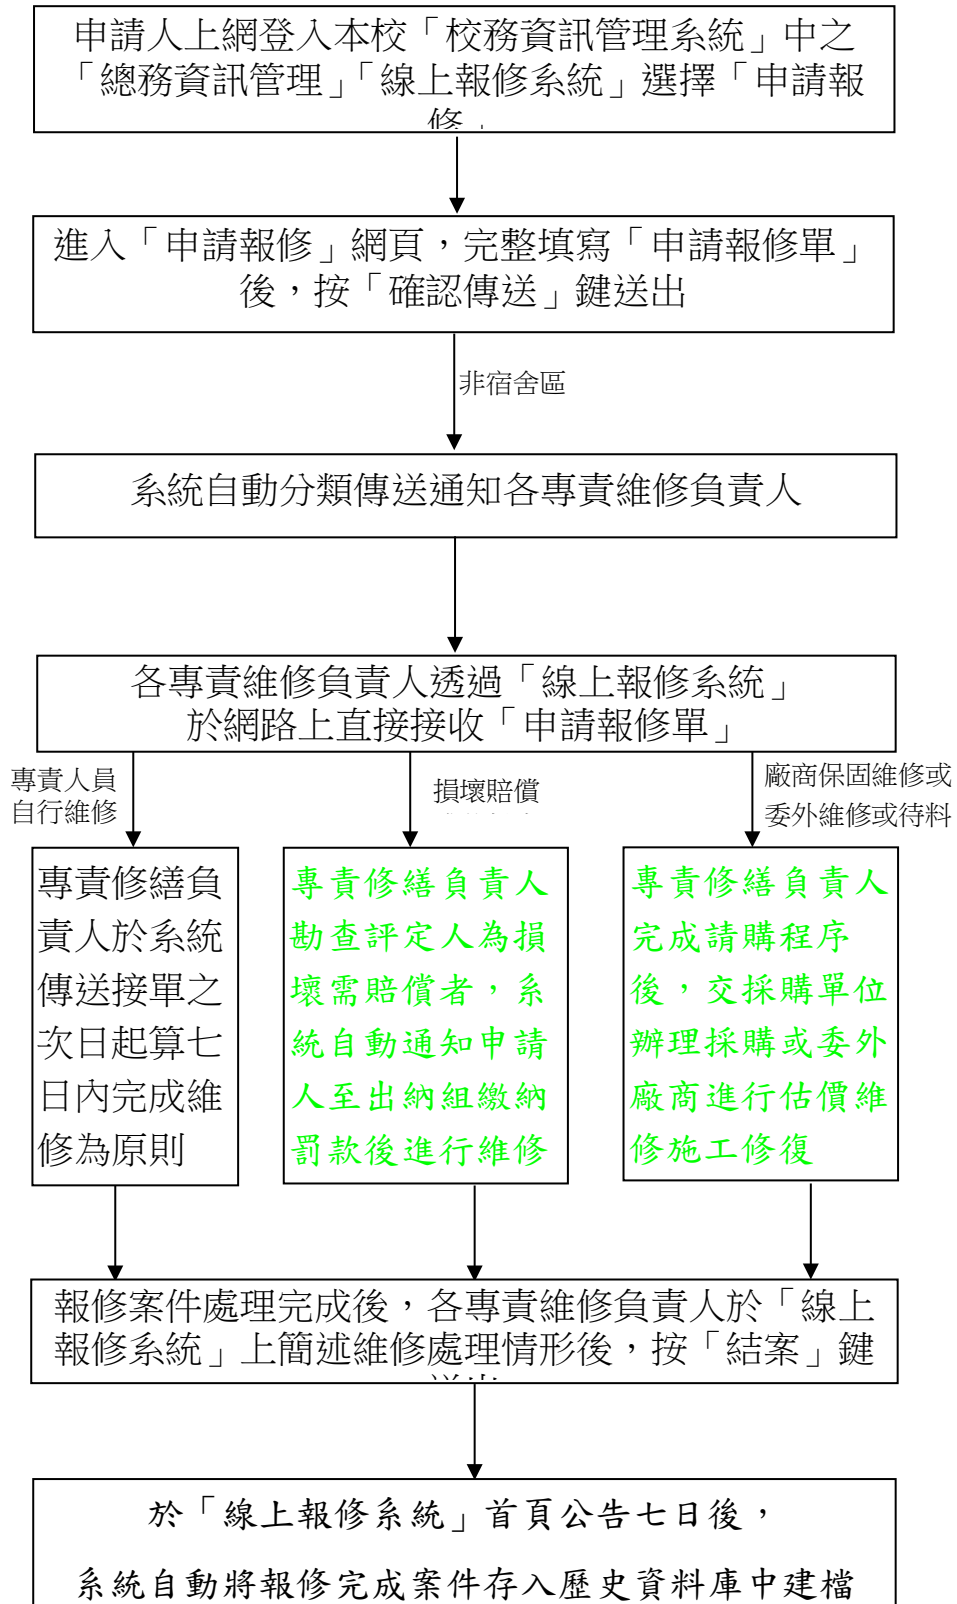 申請人上網登入本校「校務資訊管理系統」中之
「總務資訊管理」「線上報修系統」選擇「申請報
修」
進入「申請報修」網頁，完整填寫「申請報修單」
後，按「確認傳送」鍵送出
非宿舍區
系統自動分類傳送通知各專責維修負責人
各專責維修負責人透過「線上報修系統」
於網路上直接接收「申請報修單」
專責人員
自行維修
損壞賠償
廠商保固維修或
委外維修或待料
專責修繕負
責人於系統
傳送接單之
次日起算七
日內完成維
修為原則
專責修繕負責人
勘查評定人為損
壞需賠償者，系
統自動通知申請
人至出納組繳納
罰款後進行維修
專責修繕負責人
完成請購程序
後，交採購單位
辦理採購或委外
廠商進行估價維
修施工修復
報修案件處理完成後，各專責維修負責人於「線上
報修系統」上簡述維修處理情形後，按「結案」鍵
送出
於「線上報修系統」首頁公告七日後，
系統自動將報修完成案件存入歷史資料庫中建檔